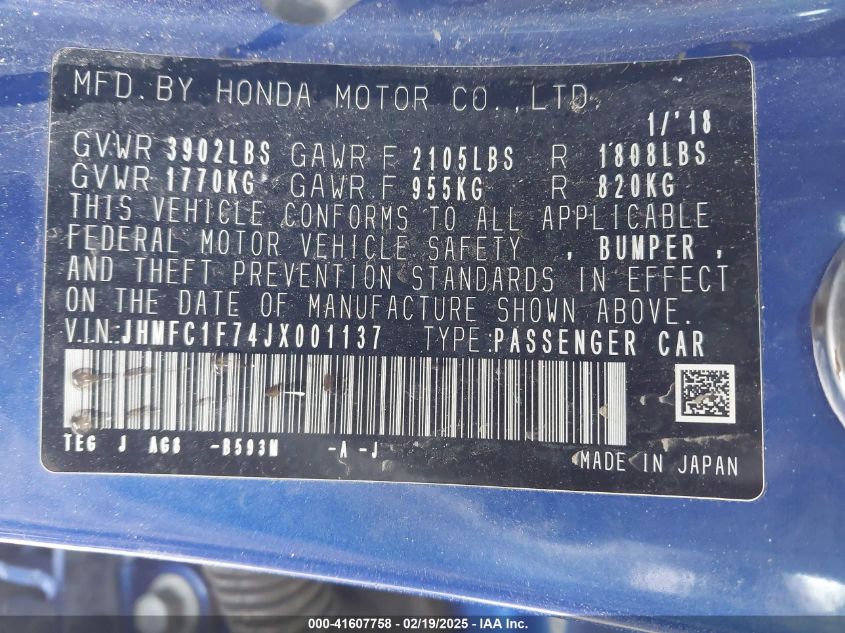 MFD. BY HONDA MOTOR CO., LTD.
1/'18
GVWR 3902LBS GAWR F 2105LBS R 1808LBS
GVWR 1770KG GAWR F 955KG R 820KG
THIS VEHICLE CONFORMS TO ALL APPLICABLE
FEDERAL MOTOR VEHICLE SAFETY , BUMPER ,
AND THEFT PREVENTION STANDARDS IN EFFECT
ON THE DATE OF MANUFACTURE SHOWN ABOVE.
V.I.N: JHMFC1F74JX001137 TYPE: PASSENGER CAR
TEG J AG8 -B593M -A -J
MADE IN JAPAN
000-41607758 — 02/19/2025 — IAA Inc.